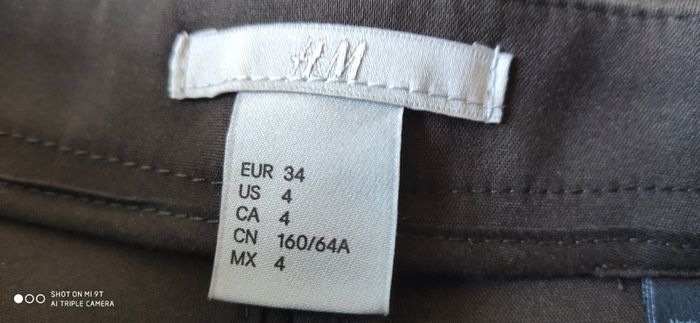 H&M
EUR 34
US 4
CA 4
CN 160/64A
MX 4
SHOT ON MI 9T
AI TRIPLE CAMERA